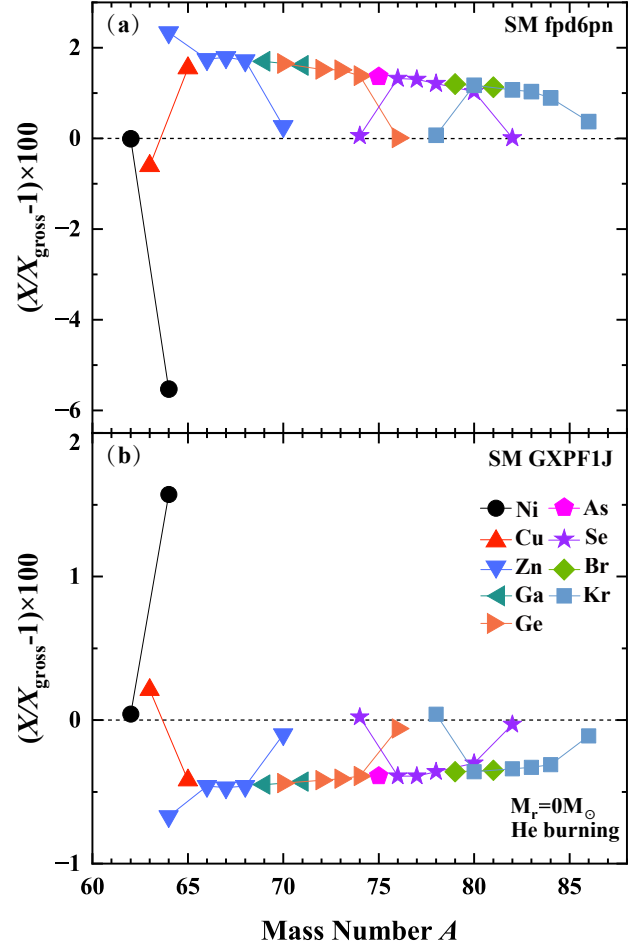 (a)
SM fpd6pn
2
0
−2
−4
−6
(X/X_gross-1)×100
(b)
SM GXPF1J
2
1
0
−1
(X/X_gross-1)×100
Ni
As
Cu
Se
Zn
Br
Ga
Kr
Ge
M_r=0M_⊙
He burning
60 65 70 75 80 85
Mass Number A